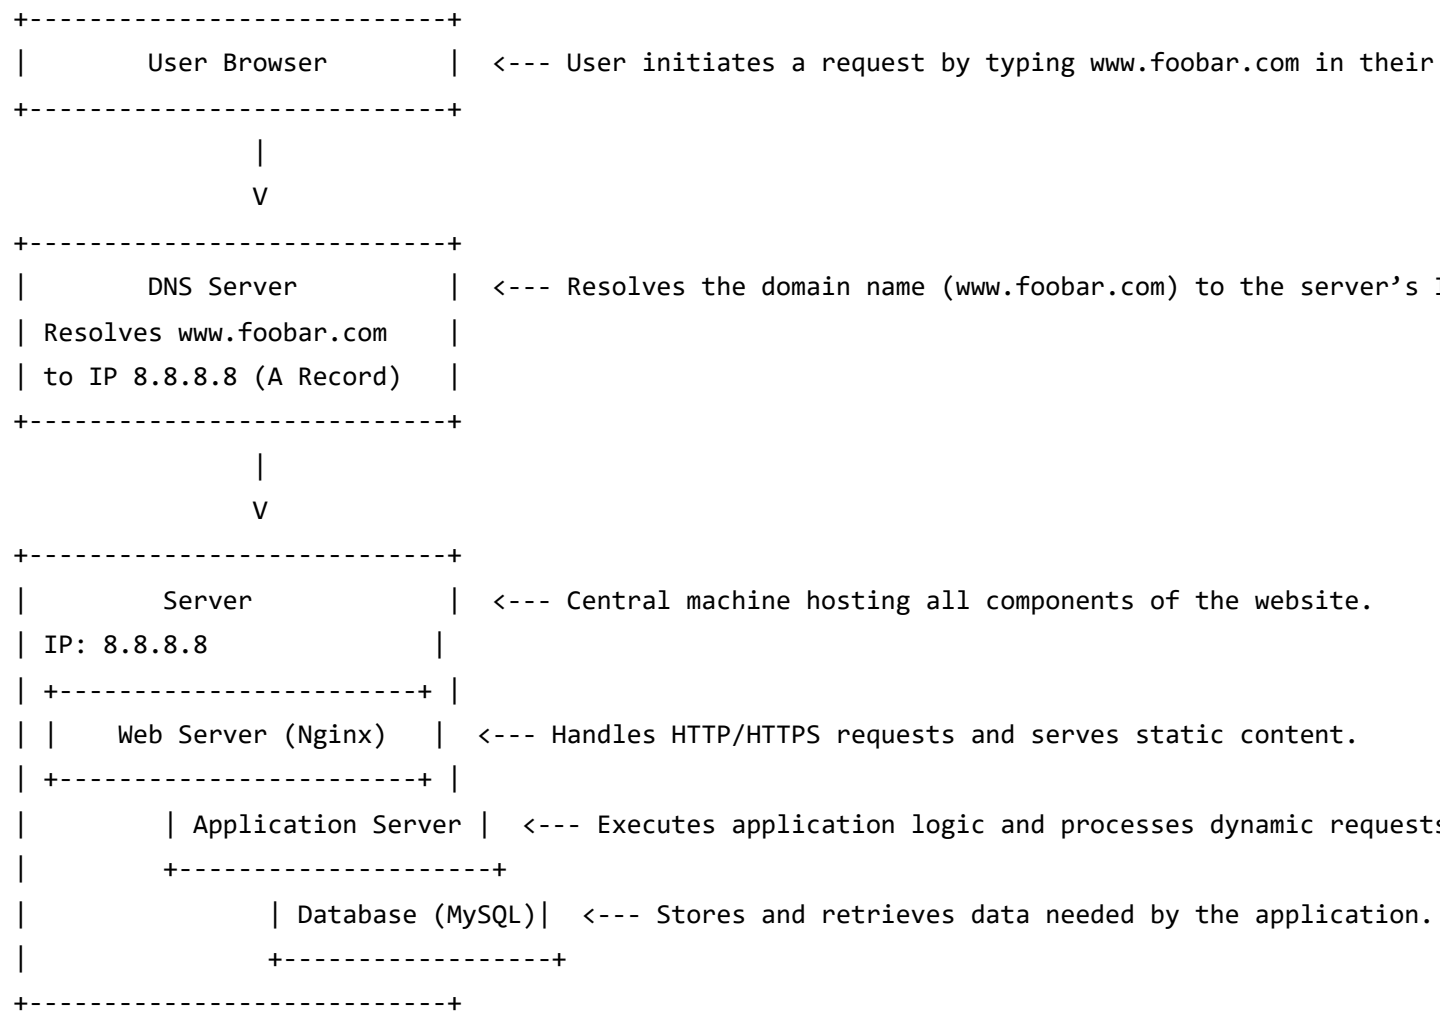 +----------------------------+
|        User Browser        |  <--- User initiates a request by typing www.foobar.com in their
+----------------------------+
                |
                V
+----------------------------+
|        DNS Server          |  <--- Resolves the domain name (www.foobar.com) to the server’s
| Resolves www.foobar.com    |
| to IP 8.8.8.8 (A Record)   |
+----------------------------+
                |
                V
+----------------------------+
|         Server             |  <--- Central machine hosting all components of the website.
| IP: 8.8.8.8               |
| +------------------------+ |
| |    Web Server (Nginx)   |  <--- Handles HTTP/HTTPS requests and serves static content.
| +------------------------+ |
|         | Application Server |  <--- Executes application logic and processes dynamic requests
|         +---------------------+
|                | Database (MySQL)|  <--- Stores and retrieves data needed by the application.
|                +------------------+
+----------------------------+